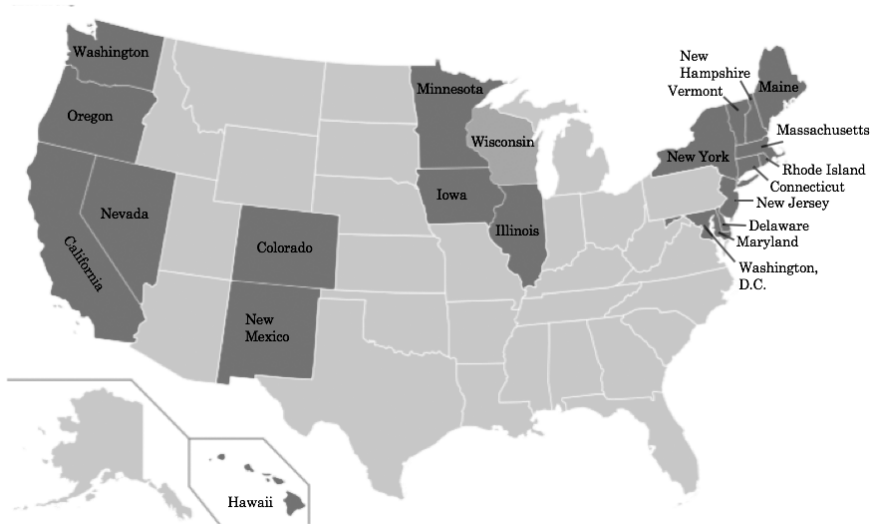 Washington
Oregon
California
Nevada
Colorado
New
Mexico
Minnesota
Iowa
Wisconsin
Illinois
New
Hampshire
Vermont
Maine
Massachusetts
New York
Rhode Island
Connecticut
New Jersey
Delaware
Maryland
Washington,
D.C.
Hawaii